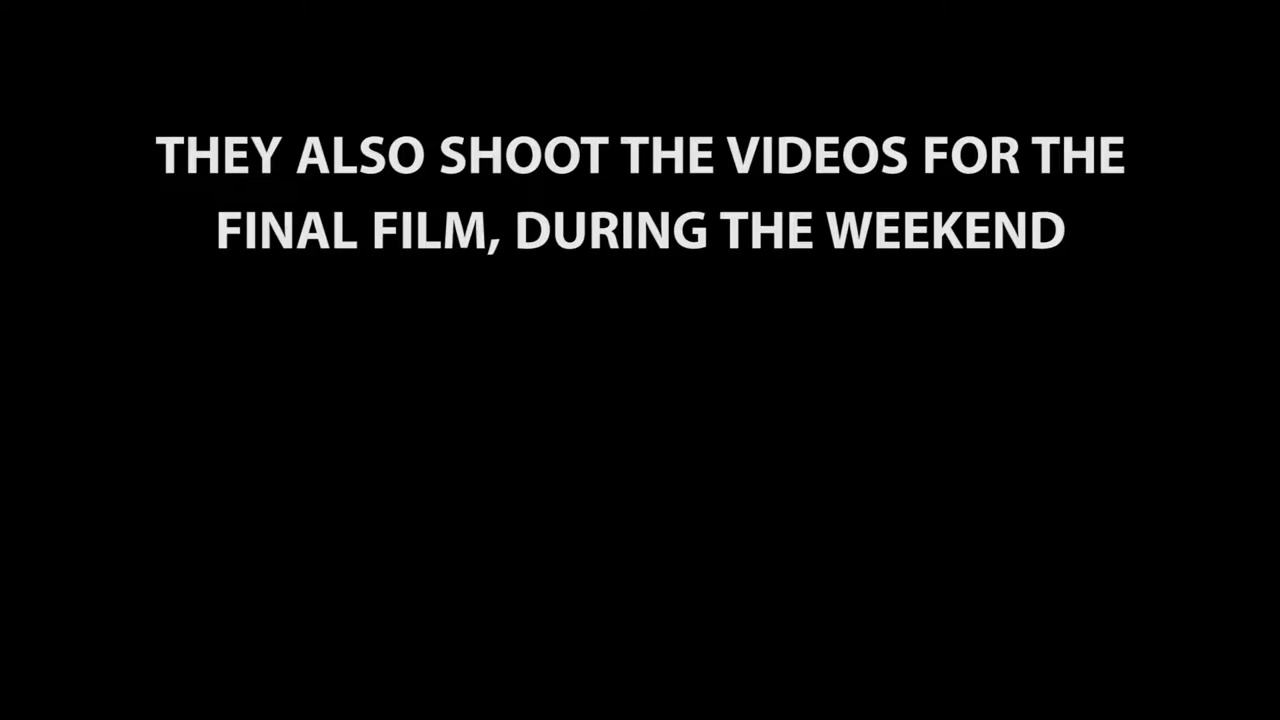 THEY ALSO SHOOT THE VIDEOS FOR THE
FINAL FILM, DURING THE WEEKEND